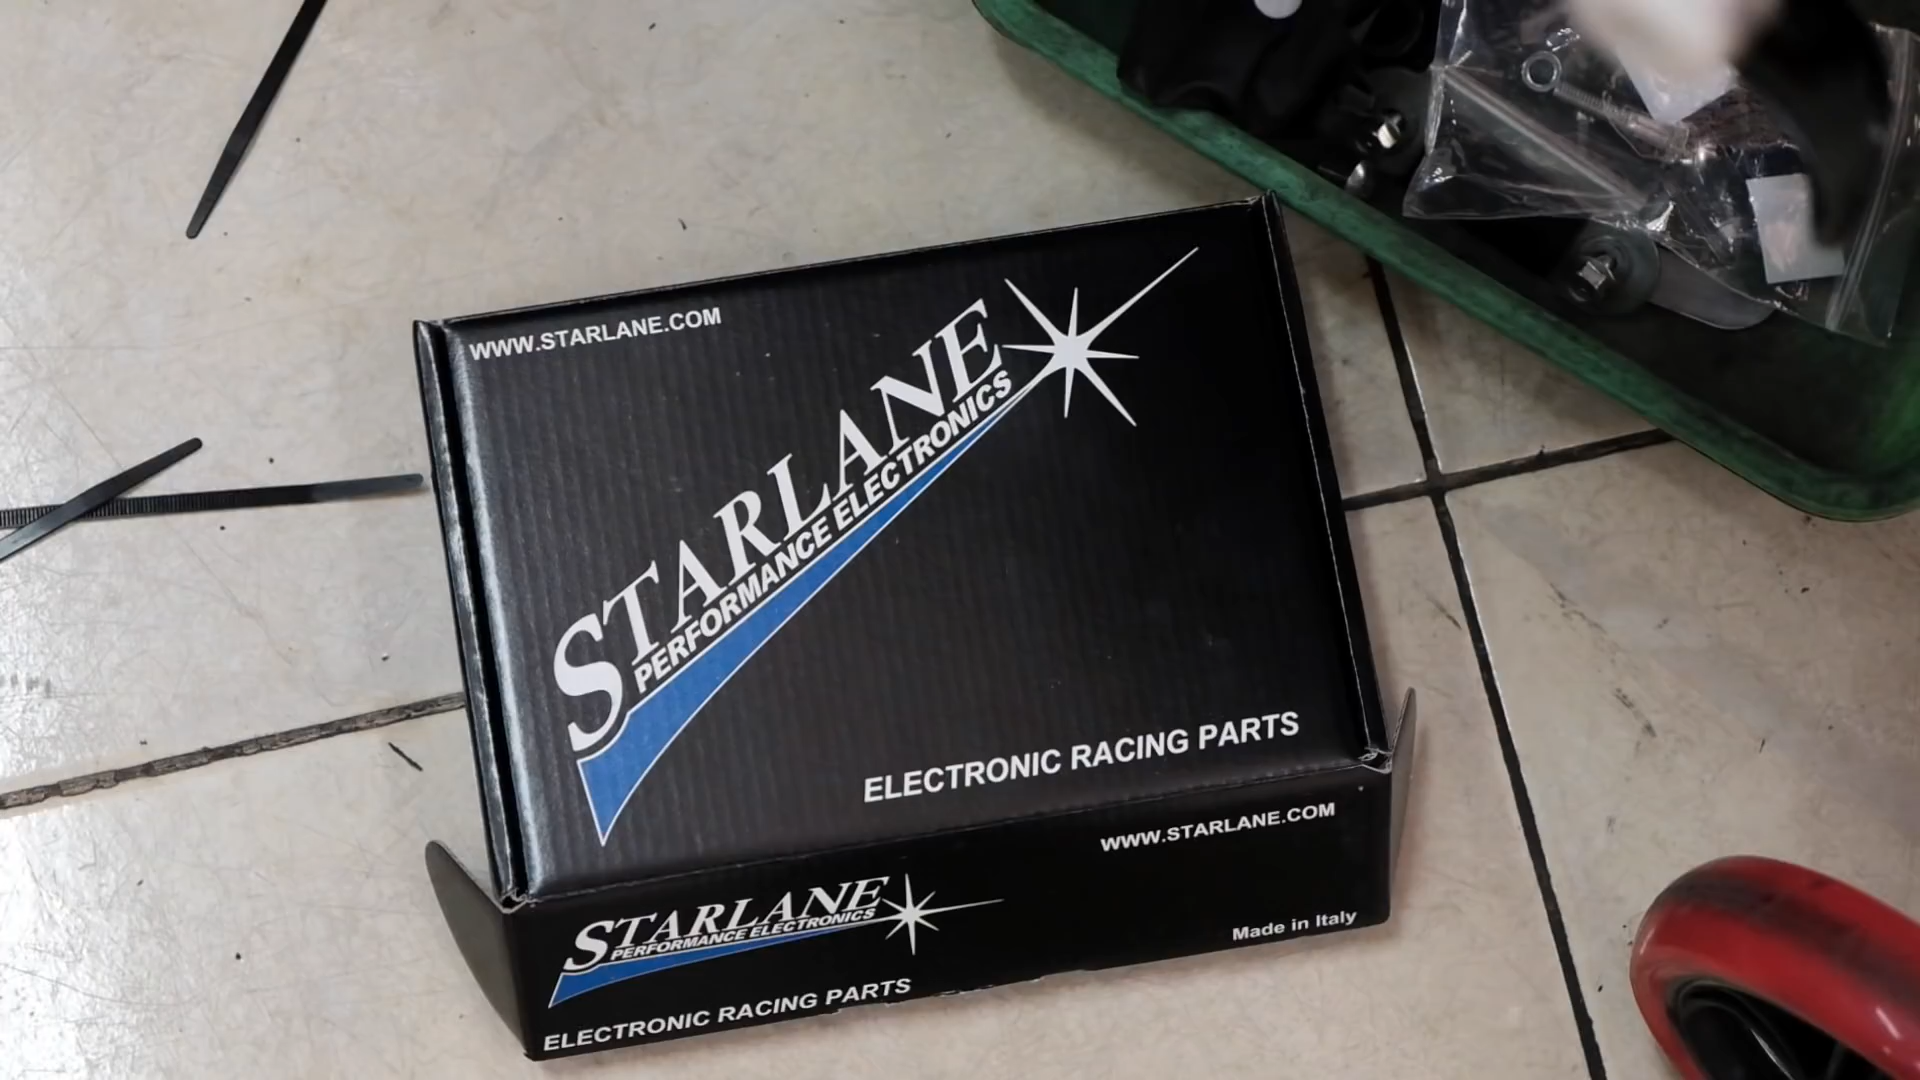 WWW.STARLANE.COM
STARLANE
PERFORMANCE ELECTRONICS
ELECTRONIC RACING PARTS
WWW.STARLANE.COM
STARLANE
PERFORMANCE ELECTRONICS
Made in Italy
ELECTRONIC RACING PARTS